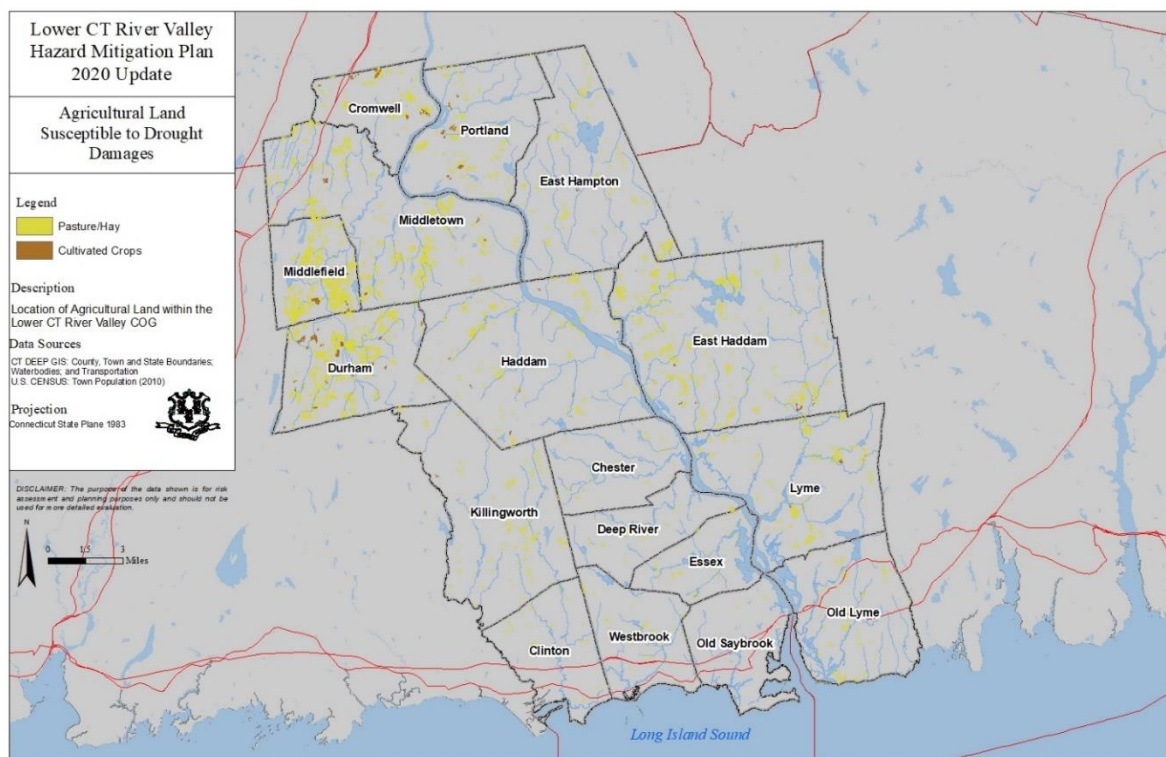 Lower CT River Valley
Hazard Mitigation Plan
2020 Update
Agricultural Land
Susceptible to Drought
Damages
Legend
Pasture/Hay
Cultivated Crops
Description
Location of Agricultural Land within the
Lower CT River Valley COG
Data Sources
CT DEEP GIS: County, Town and State Boundaries;
Waterbodies; and Transportation
U.S. CENSUS: Town Population (2010)
Projection
Connecticut State Plane 1983
DISCLAIMER: The purpose of the data shown is for risk
assessment and planning purposes only and should not be
used for more detailed evaluation.
N
0 1.5 3
Miles
Cromwell
Portland
East Hampton
Middletown
Middlefield
Durham
Haddam
East Haddam
Chester
Lyme
Killingworth
Deep River
Essex
Old Lyme
Clinton
Westbrook
Old Saybrook
Long Island Sound